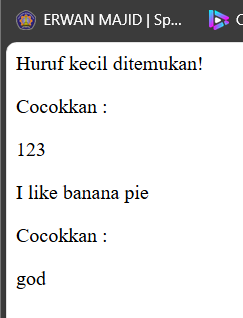 ERWAN MAJID | Sp...
Huruf kecil ditemukan!
Cocokkan :
123
I like banana pie
Cocokkan :
god